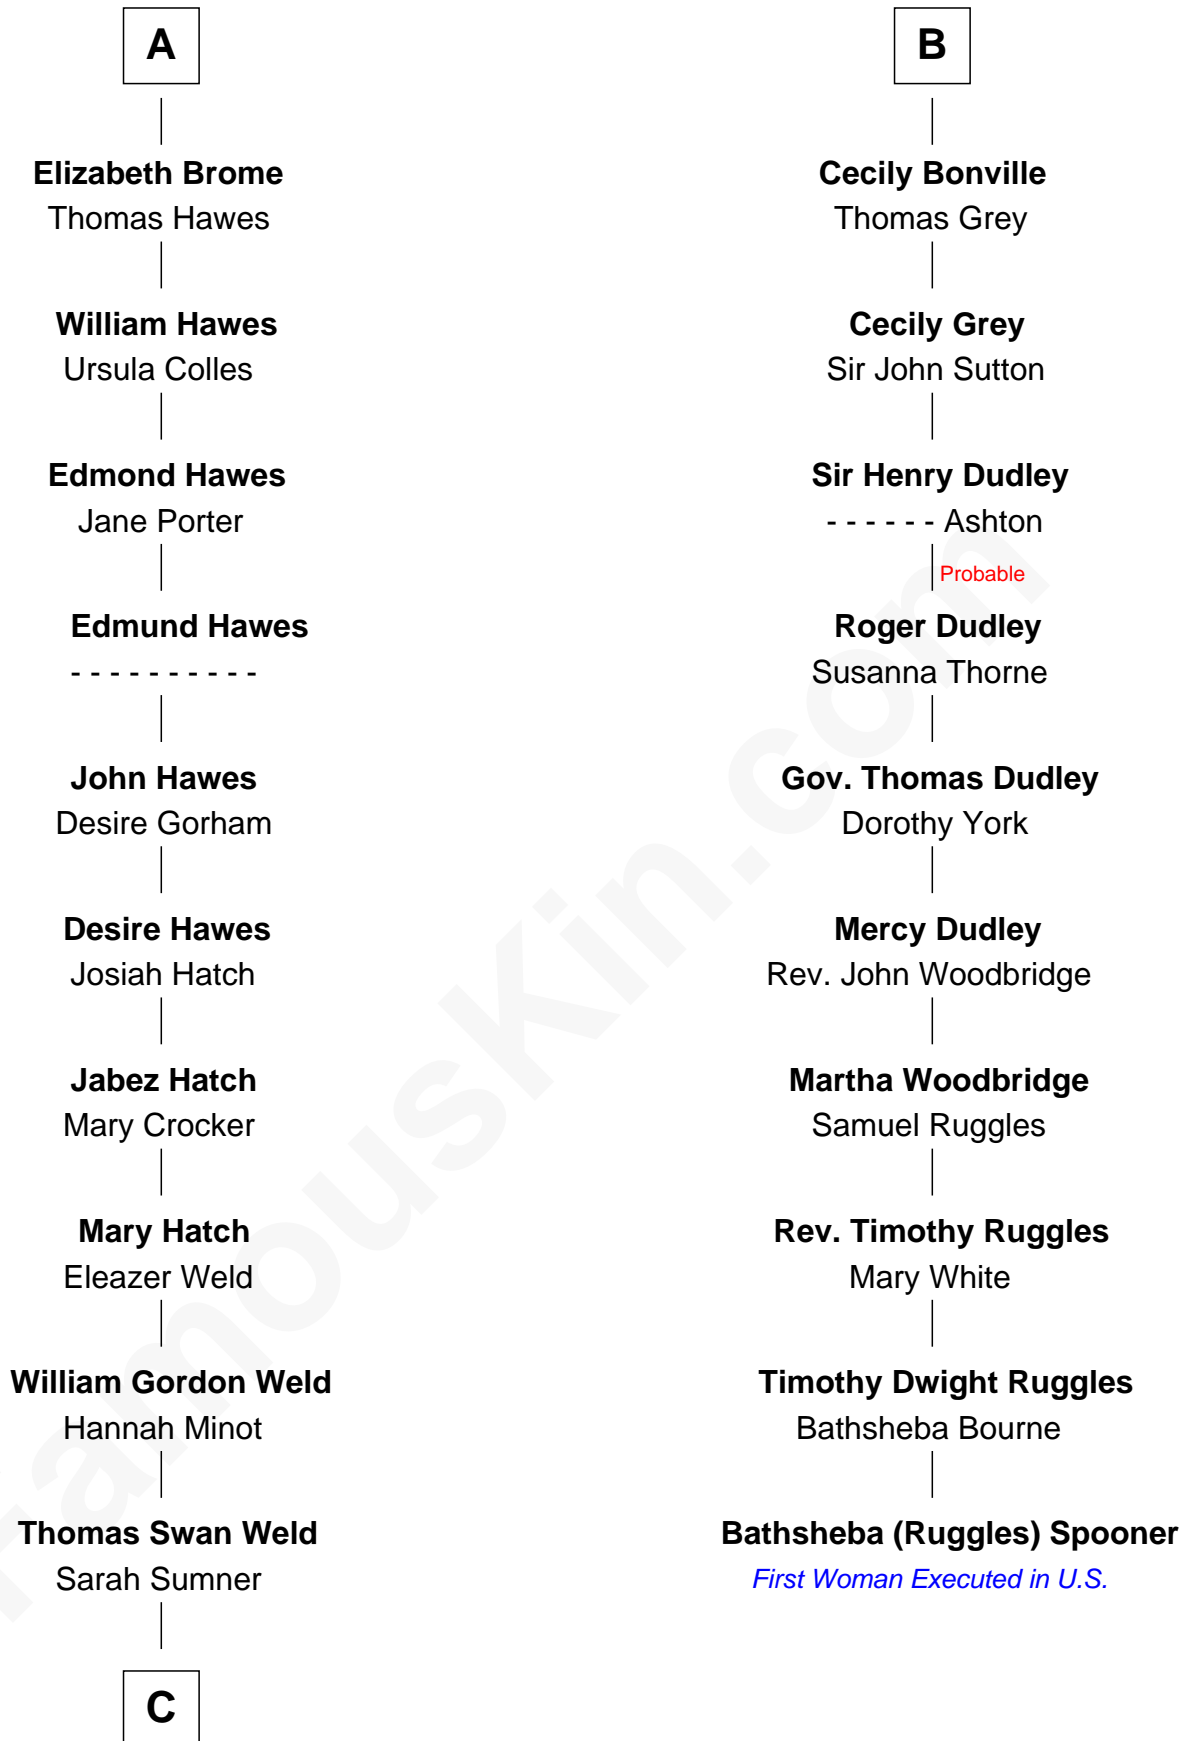 A
Elizabeth Brome
Thomas Hawes
William Hawes
Ursula Colles
Edmond Hawes
Jane Porter
Edmund Hawes
- - - - - - - - - -
John Hawes
Desire Gorham
Desire Hawes
Josiah Hatch
Jabez Hatch
Mary Crocker
Mary Hatch
Eleazer Weld
William Gordon Weld
Hannah Minot
Thomas Swan Weld
Sarah Sumner
C
B
Cecily Bonville
Thomas Grey
Cecily Grey
Sir John Sutton
Sir Henry Dudley
- - - - - - Ashton
Probable
Roger Dudley
Susanna Thorne
Gov. Thomas Dudley
Dorothy York
Mercy Dudley
Rev. John Woodbridge
Martha Woodbridge
Samuel Ruggles
Rev. Timothy Ruggles
Mary White
Timothy Dwight Ruggles
Bathsheba Bourne
Bathsheba (Ruggles) Spooner
First Woman Executed in U.S.
FamousKin.com